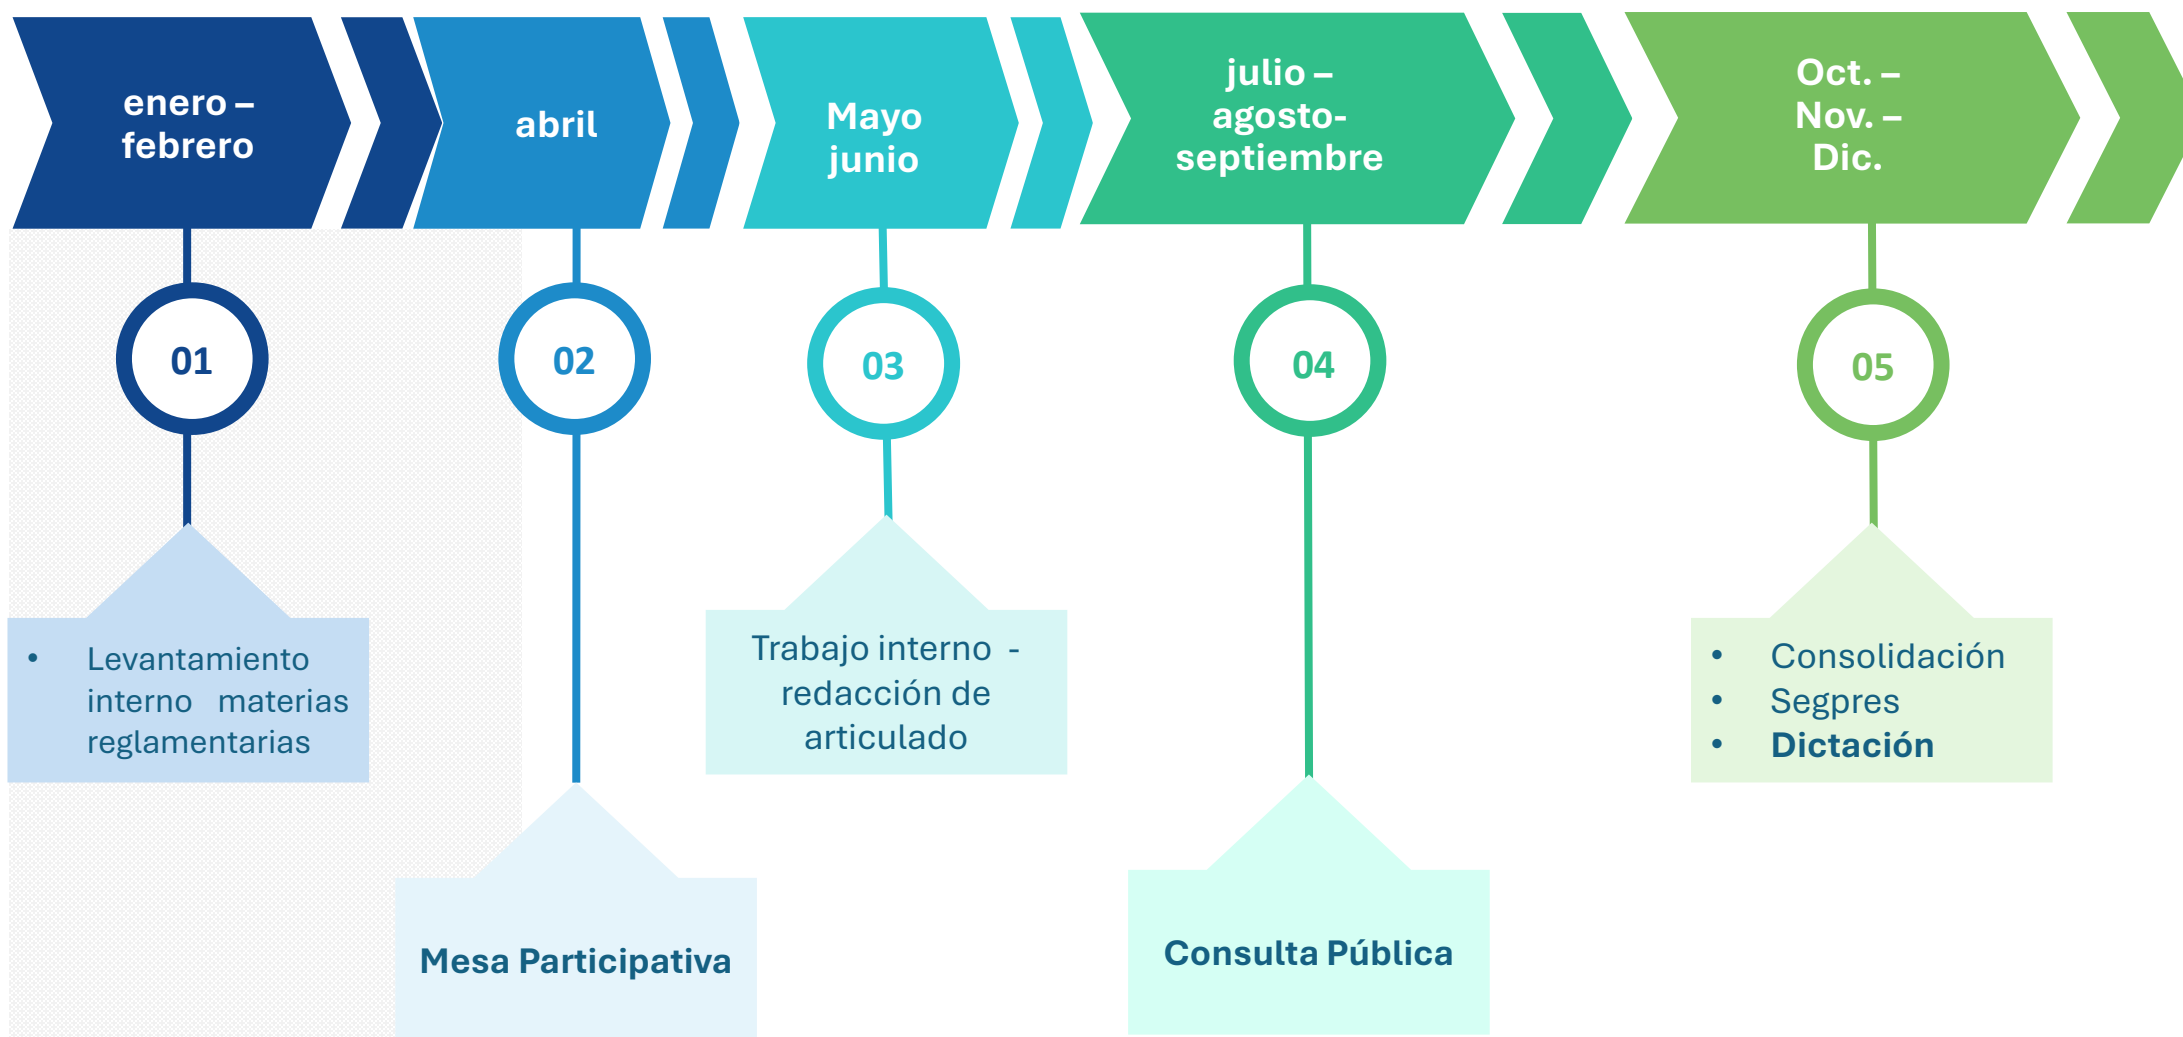 enero –
febrero
abril
Mayo
junio
julio –
agosto-
septiembre
Oct. –
Nov. –
Dic.
01
02
03
04
05
• Levantamiento
interno materias
reglamentarias
Mesa Participativa
Trabajo interno -
redacción de
articulado
Consulta Pública
• Consolidación
• Segpres
• Dictación